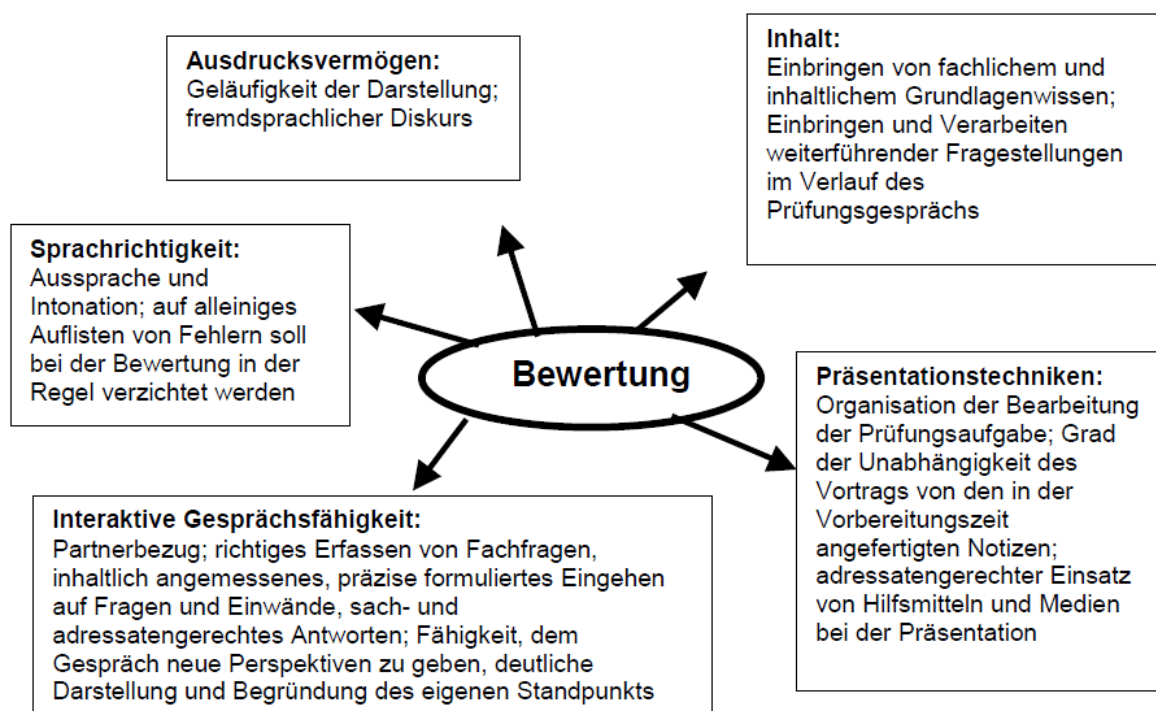 Ausdrucksvermögen:
Geläufigkeit der Darstellung;
fremdsprachlicher Diskurs
Inhalt:
Einbringen von fachlichem und
inhaltlichem Grundlagenwissen;
Einbringen und Verarbeiten
weiterführender Fragestellungen
im Verlauf des
Prüfungsgesprächs
Sprachrichtigkeit:
Aussprache und
Intonation; auf alleiniges
Auflisten von Fehlern soll
bei der Bewertung in der
Regel verzichtet werden
Bewertung
Präsentationstechniken:
Organisation der Bearbeitung
der Prüfungsaufgabe; Grad
der Unabhängigkeit des
Vortrags von den in der
Vorbereitungszeit
angefertigten Notizen;
adressatengerechter Einsatz
von Hilfsmitteln und Medien
bei der Präsentation
Interaktive Gesprächsfähigkeit:
Partnerbezug; richtiges Erfassen von Fachfragen,
inhaltlich angemessenes, präzise formuliertes Eingehen
auf Fragen und Einwände, sach- und
adressatengerechtes Antworten; Fähigkeit, dem
Gespräch neue Perspektiven zu geben, deutliche
Darstellung und Begründung des eigenen Standpunkts